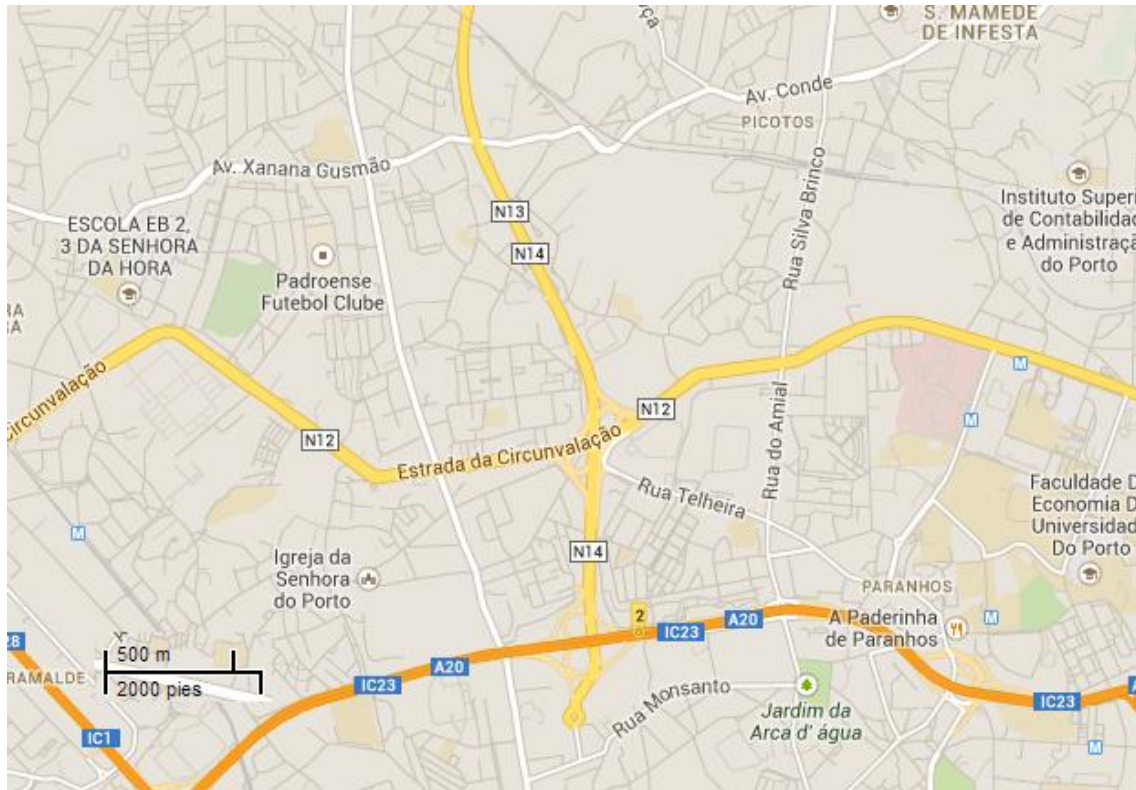 S. MAMEDE
DE INFESTA
Av. Conde
PICOTOS
Av. Xanana Gusmão
Rua Silva Brinco
Instituto Superi
de Contabilidad
e Administraçã
do Porto
ESCOLA EB 2,
3 DA SENHORA
DA HORA
N13
N14
Padroense
Futebol Clube
RA
RA
Circunvalação
M
N12
N12
M
Estrada da Circunvalação
Rua do Amial
Rua Telheira
Faculdade D
Economia D
Universidad
Do Porto
M
N14
Igreja da
Senhora
do Porto
PARANHOS
2
IC23
A20
A Paderinha
de Paranhos
M
28
500 m
2000 pies
RAMALDE
A20
IC23
IC23
A
Rua Monsanto
Jardim da
Arca d' água
IC1
M